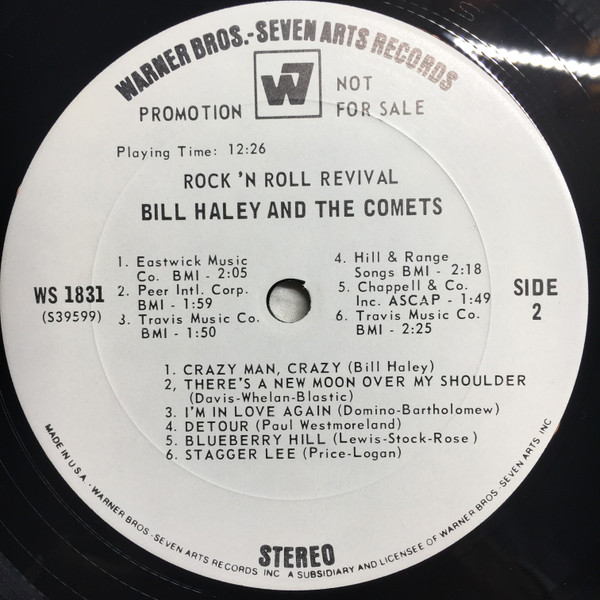 WARNER BROS.-SEVEN ARTS RECORDS
W7
PROMOTION NOT FOR SALE
Playing Time: 12:26
ROCK 'N ROLL REVIVAL
BILL HALEY AND THE COMETS
1. Eastwick Music
Co. BMI - 2:05
2. Peer Intl. Corp.
BMI - 1:59
3. Travis Music Co.
BMI - 1:50
4. Hill & Range
Songs BMI - 2:18
5. Chappell & Co.
Inc. ASCAP - 1:49
6. Travis Music Co.
BMI - 2:25
WS 1831
(S39599)
SIDE
2
1. CRAZY MAN, CRAZY (Bill Haley)
2, THERE'S A NEW MOON OVER MY SHOULDER
(Davis-Whelan-Blastic)
3. I'M IN LOVE AGAIN (Domino-Bartholomew)
4. DETOUR (Paul Westmoreland)
5. BLUEBERRY HILL (Lewis-Stock-Rose)
6. STAGGER LEE (Price-Logan)
STEREO
MADE IN U.S.A. - WARNER BROS.-SEVEN ARTS RECORDS INC A SUBSIDIARY AND LICENSEE OF WARNER BROS.-SEVEN ARTS INC